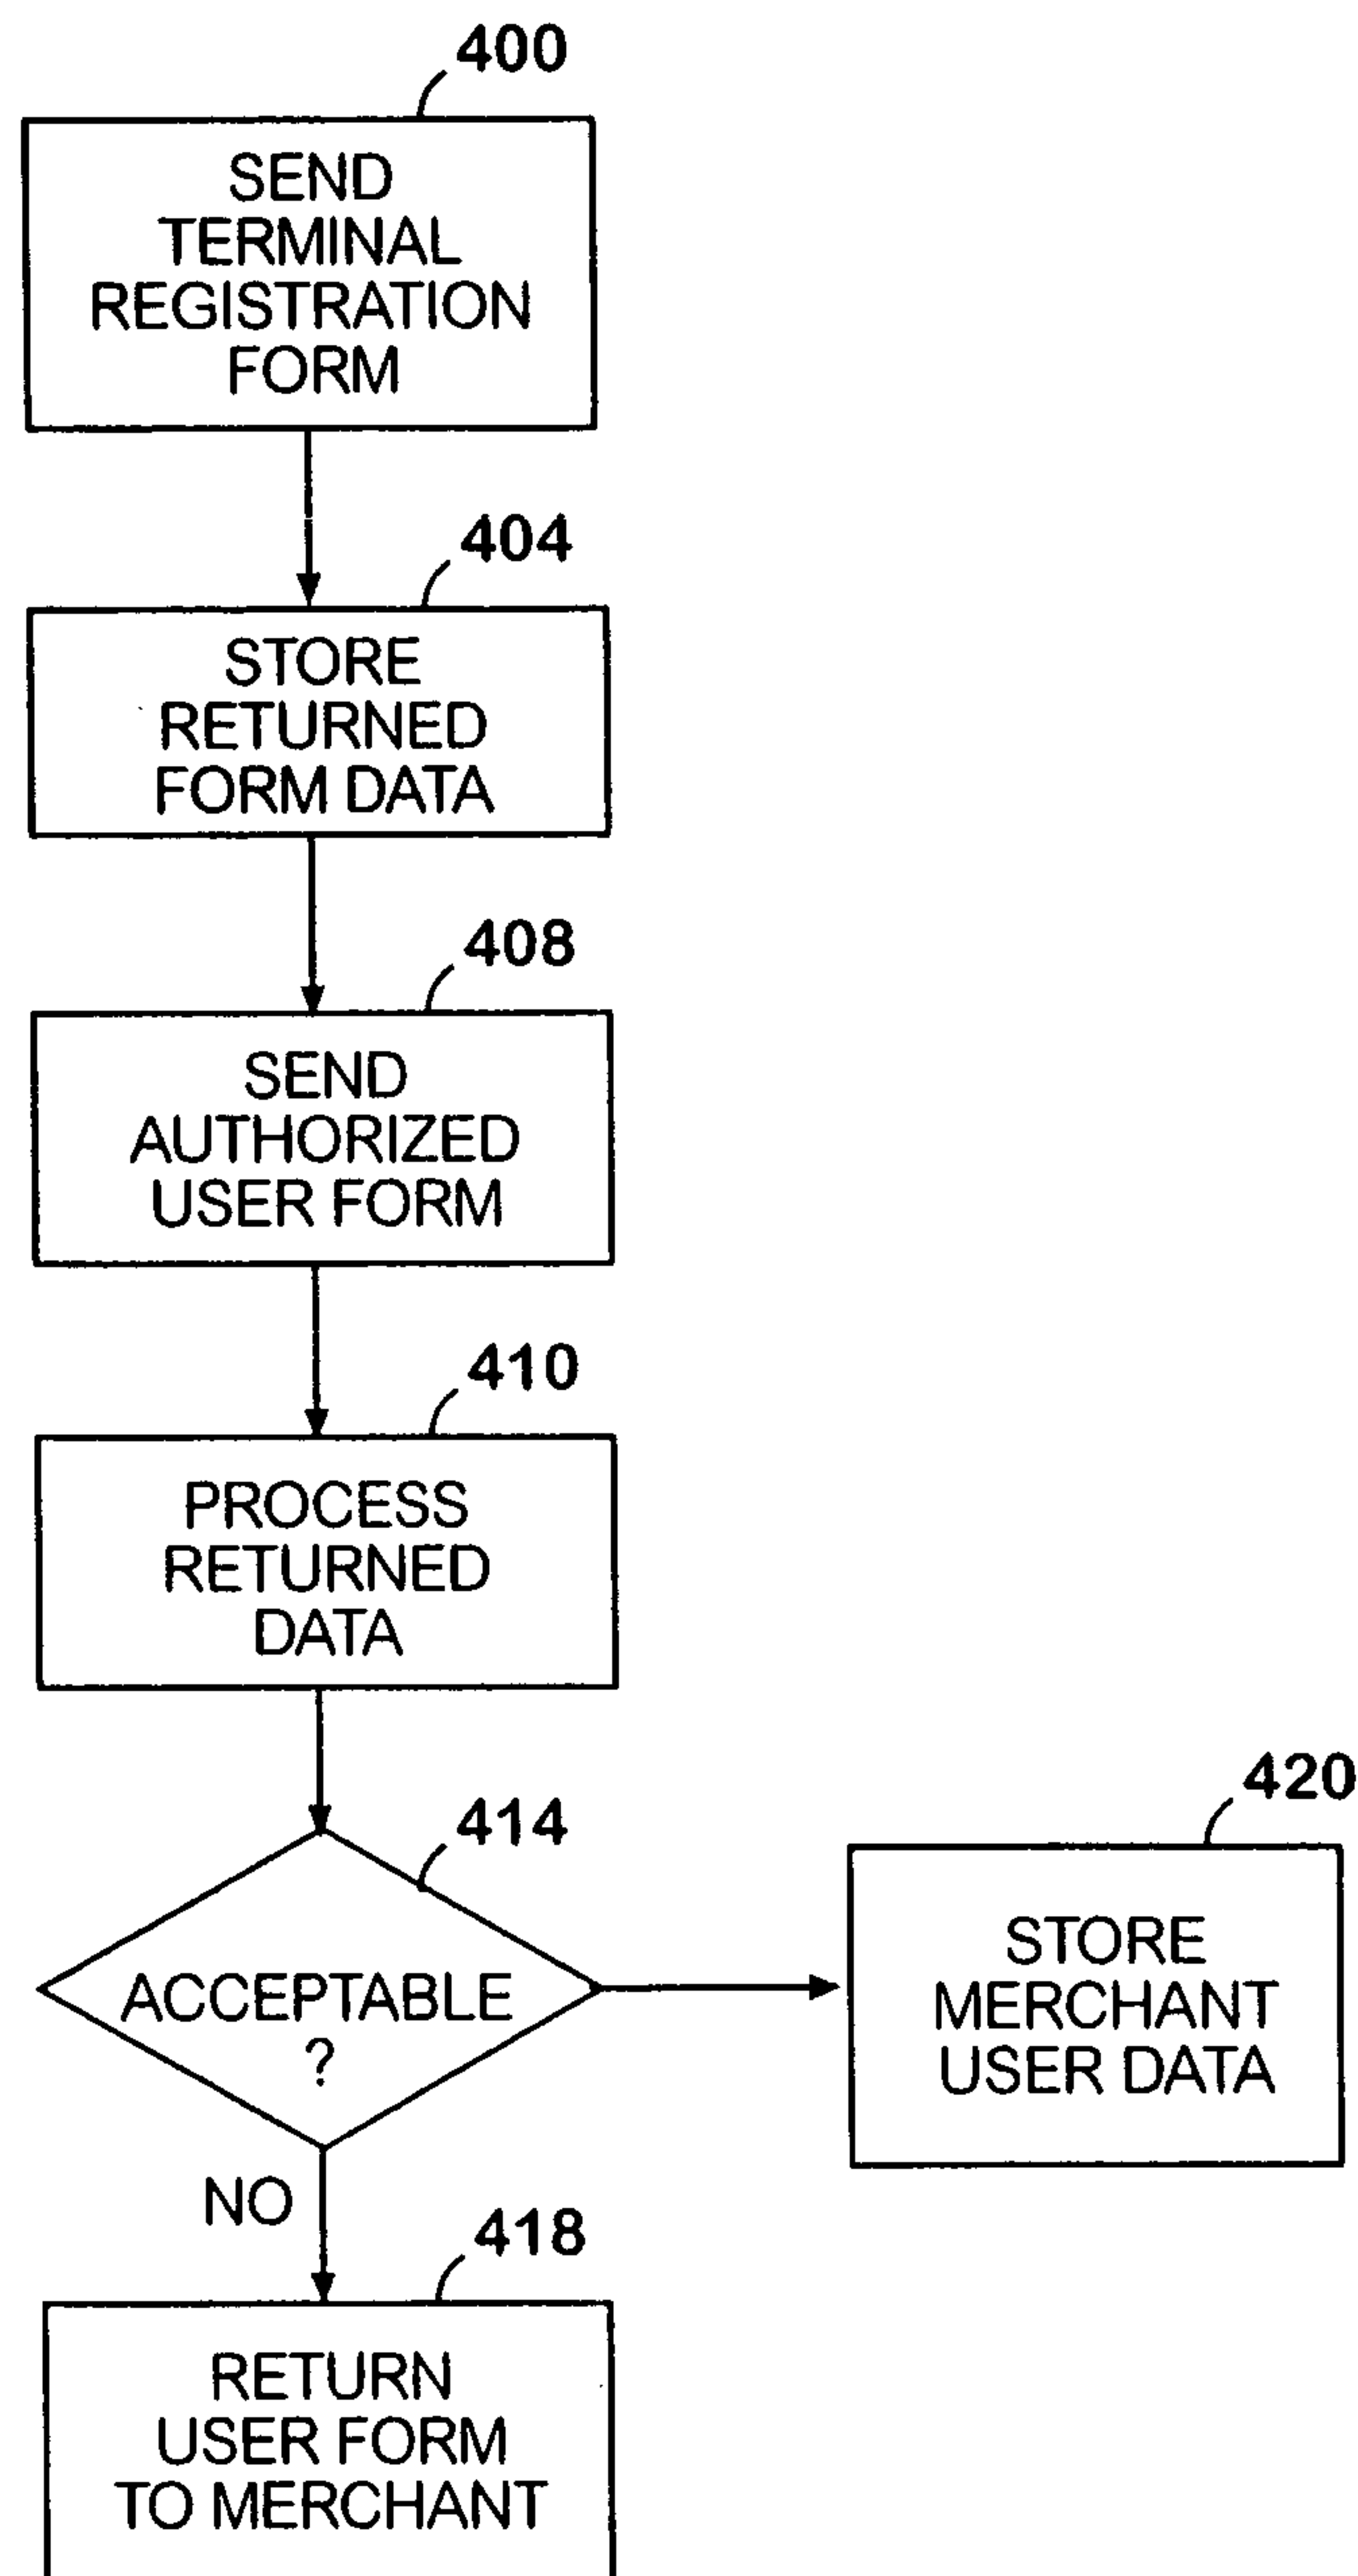 400
SEND
TERMINAL
REGISTRATION
FORM
404
STORE
RETURNED
FORM DATA
408
SEND
AUTHORIZED
USER FORM
410
PROCESS
RETURNED
DATA
414
ACCEPTABLE
?
420
STORE
MERCHANT
USER DATA
NO
418
RETURN
USER FORM
TO MERCHANT